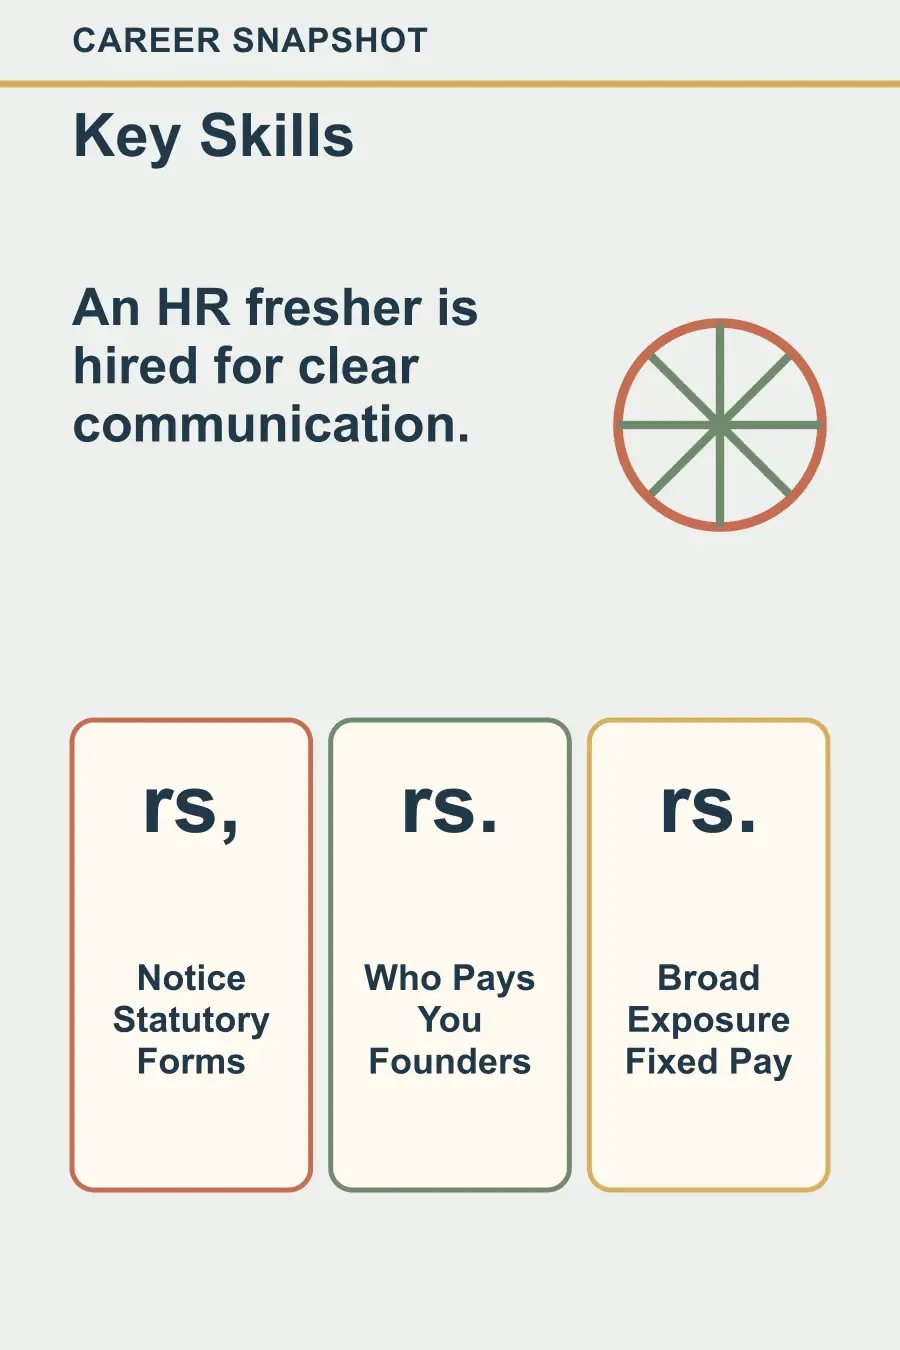 CAREER SNAPSHOT
Key Skills
An HR fresher is
hired for clear
communication.
rs,
Notice
Statutory
Forms
rs.
Who Pays
You
Founders
rs.
Broad
Exposure
Fixed Pay